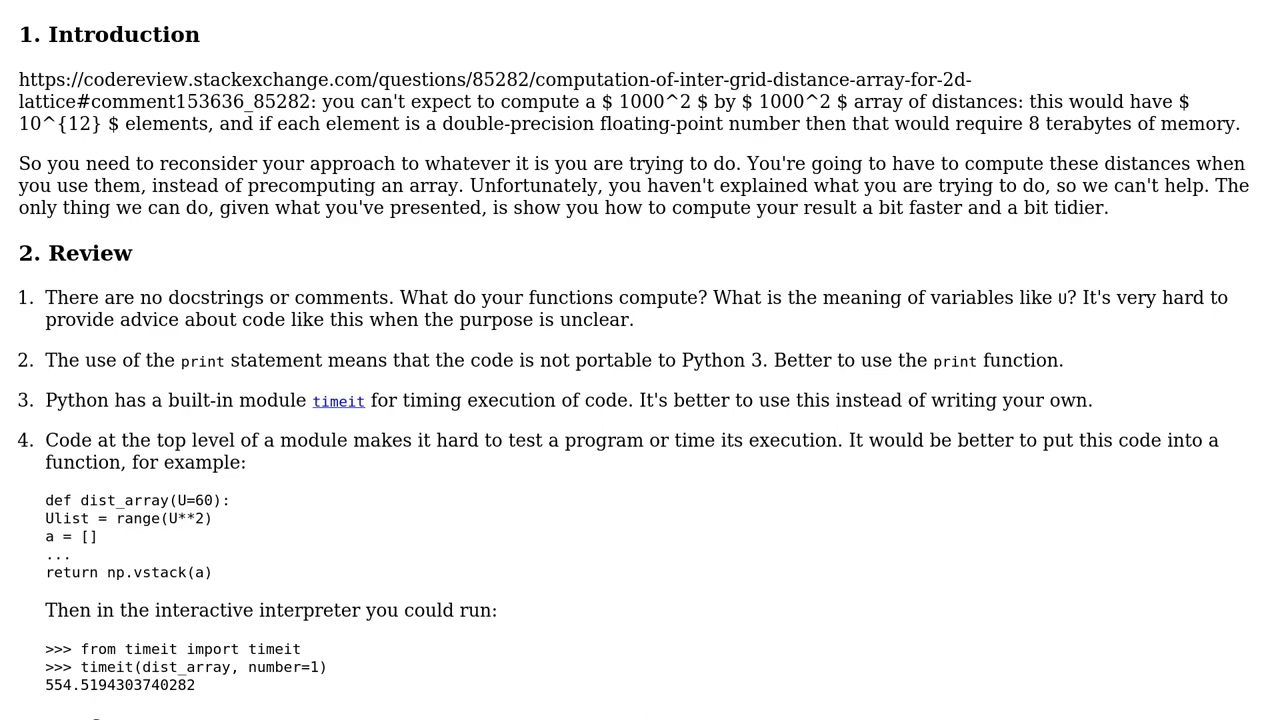 1. Introduction
https://codereview.stackexchange.com/questions/85282/computation-of-inter-grid-distance-array-for-2d-
lattice#comment153636_85282: you can't expect to compute a $ 1000^2 $ by $ 1000^2 $ array of distances: this would have $
10^{12} $ elements, and if each element is a double-precision floating-point number then that would require 8 terabytes of memory.
So you need to reconsider your approach to whatever it is you are trying to do. You're going to have to compute these distances when
you use them, instead of precomputing an array. Unfortunately, you haven't explained what you are trying to do, so we can't help. The
only thing we can do, given what you've presented, is show you how to compute your result a bit faster and a bit tidier.
2. Review
1. There are no docstrings or comments. What do your functions compute? What is the meaning of variables like U? It's very hard to
provide advice about code like this when the purpose is unclear.
2. The use of the print statement means that the code is not portable to Python 3. Better to use the print function.
3. Python has a built-in module timeit for timing execution of code. It's better to use this instead of writing your own.
4. Code at the top level of a module makes it hard to test a program or time its execution. It would be better to put this code into a
function, for example:
def dist_array(U=60):
Ulist = range(U**2)
a = []
...
return np.vstack(a)
Then in the interactive interpreter you could run:
>>> from timeit import timeit
>>> timeit(dist_array, number=1)
554.5194303740282